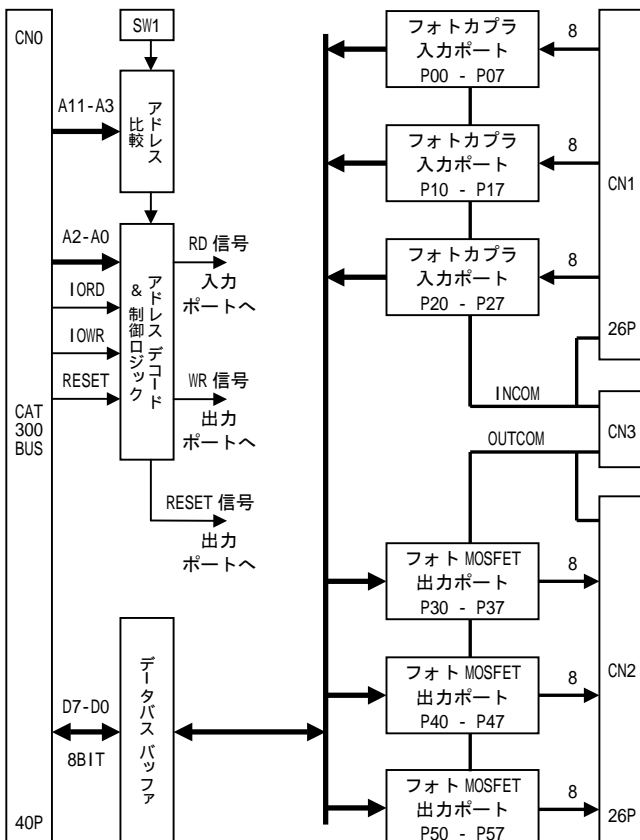 CN0
SW1
A11-A3
アドレス
比較
A2-A0
IORD
IOWR
RESET
アドレス デコード
& 制御ロジック
RD 信号
入力
ポートへ
WR 信号
出力
ポートへ
RESET 信号
出力
ポートへ
CAT
300
BUS
D7-D0
8BIT
データバス バッファ
40P
フォトカプラ
入力ポート
P00 - P07
8
フォトカプラ
入力ポート
P10 - P17
8
フォトカプラ
入力ポート
P20 - P27
8
CN1
26P
INCOM
CN3
OUTCOM
フォト MOSFET
出力ポート
P30 - P37
8
フォト MOSFET
出力ポート
P40 - P47
8
フォト MOSFET
出力ポート
P50 - P57
8
CN2
26P